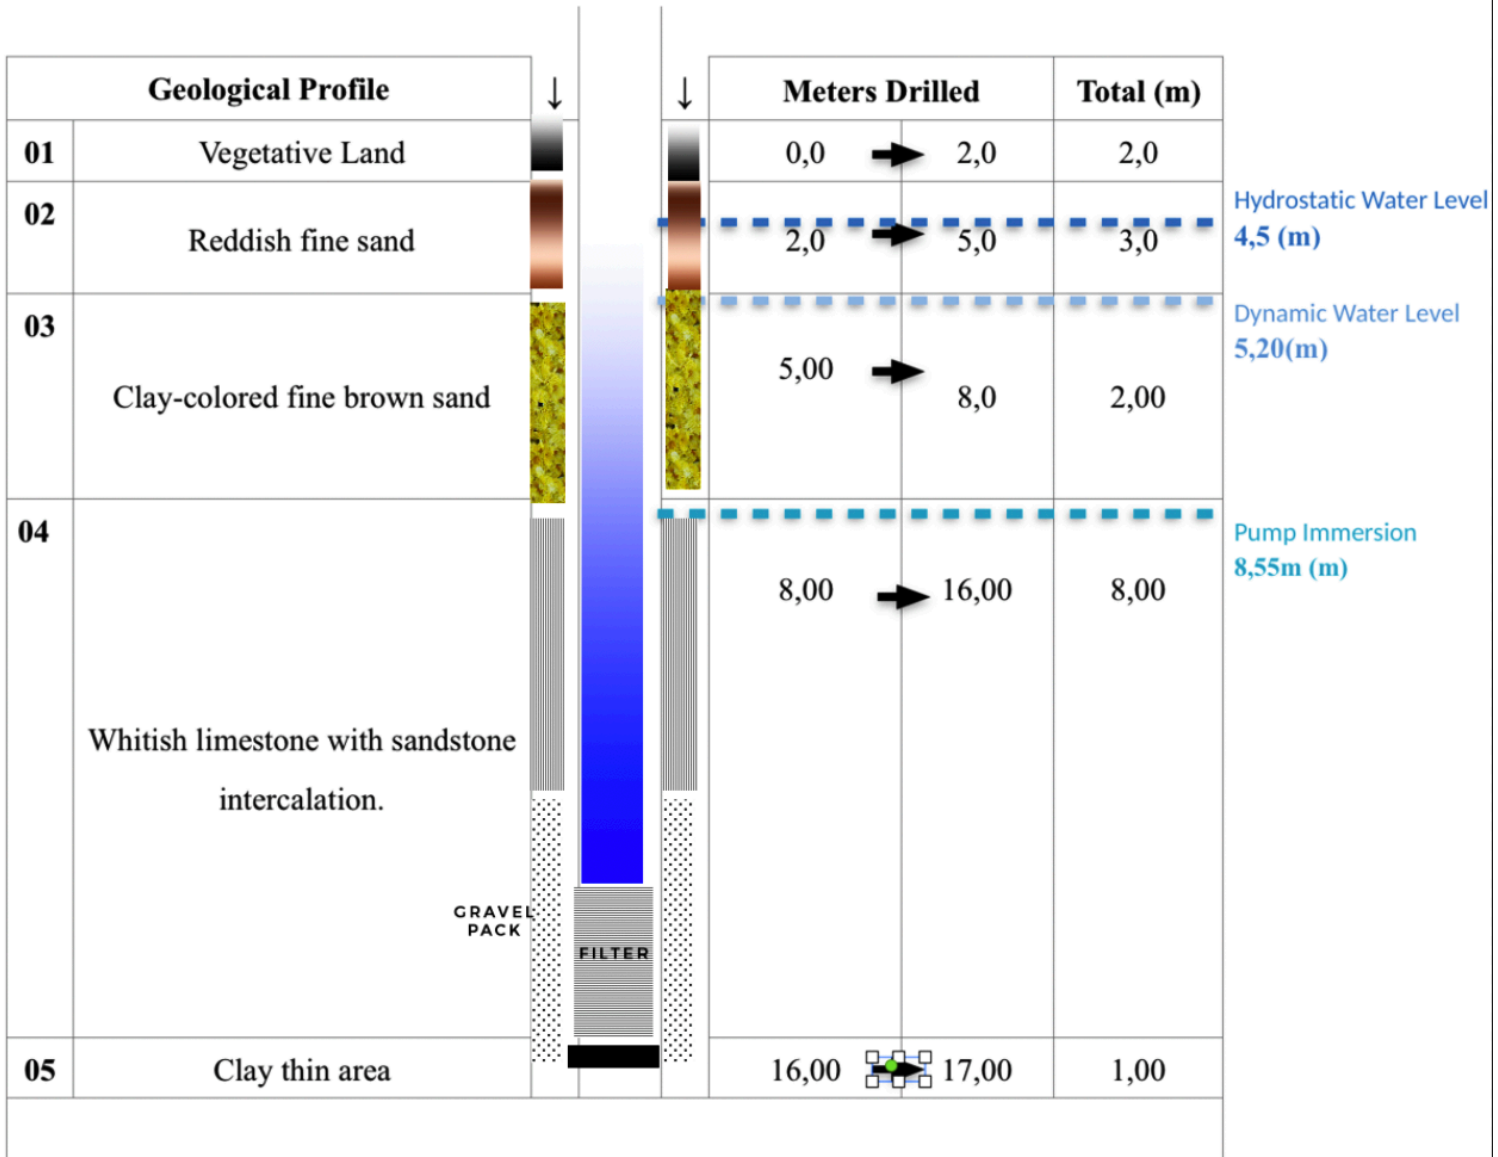 Geological Profile ↓ ↓ Meters Drilled Total (m)
01 Vegetative Land 0,0 2,0 2,0
Hydrostatic Water Level
4,5 (m)
02 Reddish fine sand 2,0 5,0 3,0
Dynamic Water Level
5,20(m)
03 Clay-colored fine brown sand 5,00 8,0 2,00
Pump Immersion
8,55m (m)
04 8,00 16,00 8,00
Whitish limestone with sandstone
intercalation.
GRAVEL
PACK
FILTER
05 Clay thin area 16,00 17,00 1,00